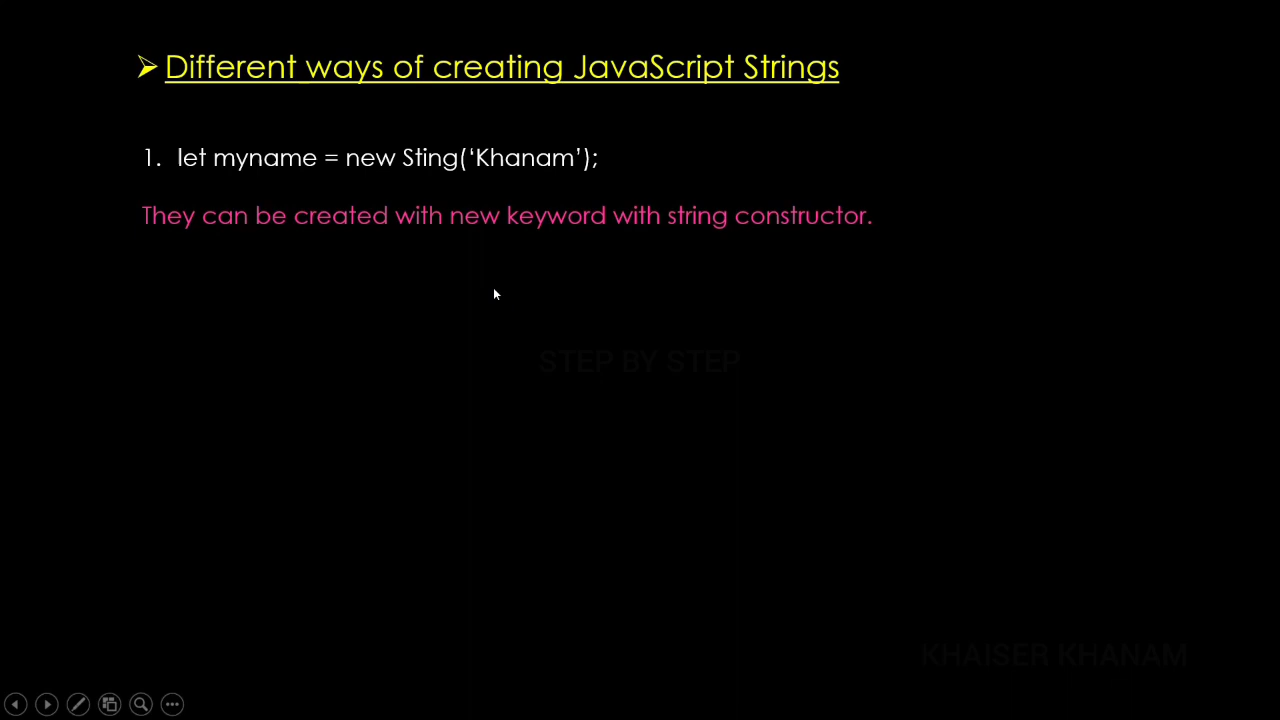 Different ways of creating JavaScript Strings
1. let myname = new Sting(‘Khanam’);
They can be created with new keyword with string constructor.
STEP BY STEP
KHAISER KHANAM